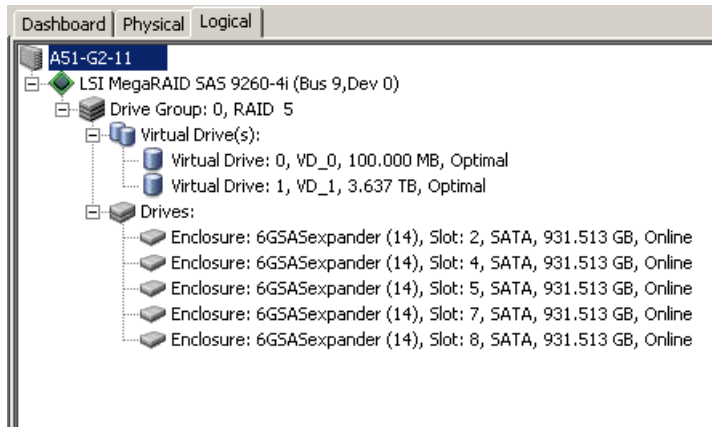 Dashboard Physical Logical
A51-G2-11
LSI MegaRAID SAS 9260-4i (Bus 9,Dev 0)
Drive Group: 0, RAID 5
Virtual Drive(s):
Virtual Drive: 0, VD_0, 100.000 MB, Optimal
Virtual Drive: 1, VD_1, 3.637 TB, Optimal
Drives:
Enclosure: 6GSASexpander (14), Slot: 2, SATA, 931.513 GB, Online
Enclosure: 6GSASexpander (14), Slot: 4, SATA, 931.513 GB, Online
Enclosure: 6GSASexpander (14), Slot: 5, SATA, 931.513 GB, Online
Enclosure: 6GSASexpander (14), Slot: 7, SATA, 931.513 GB, Online
Enclosure: 6GSASexpander (14), Slot: 8, SATA, 931.513 GB, Online